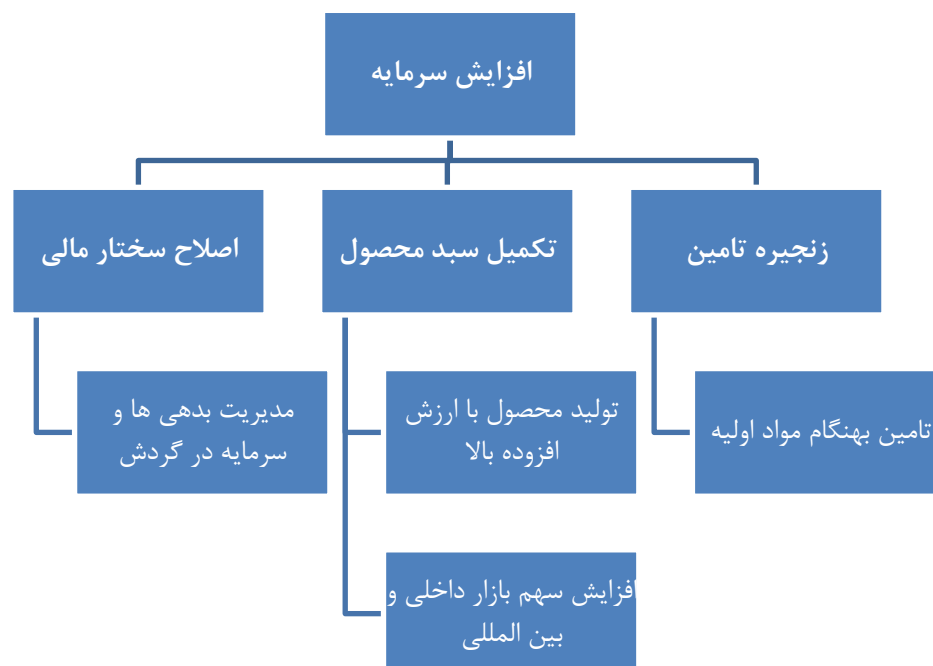 افزایش سرمایه
زنجیره تامین
تکمیل سبد محصول
اصلاح سختار مالی
تامین بهنگام مواد اولیه
تولید محصول با ارزش
افزوده بالا
مدیریت بدهی ها و
سرمایه در گردش
افزایش سهم بازار داخلی و
بین المللی